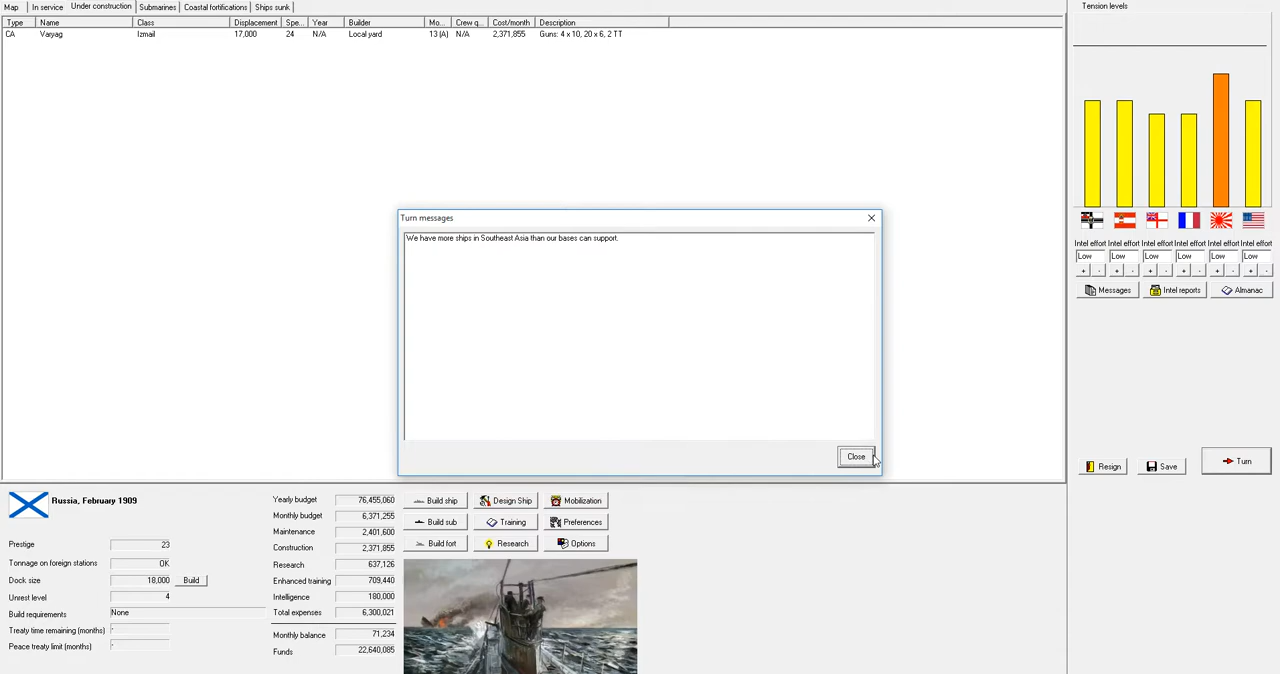 Map In service Under construction Submarines Coastal fortifications Ships sunk
Type Name Class Displacement Spe... Year Builder Mo... Crew q... Cost/month Description
CA Varyag Izmail 17,000 24 N/A Local yard 13 (A) N/A 2,371,855 Guns: 4 x 10, 20 x 6, 2 TT
Tension levels
Turn messages
We have more ships in Southeast Asia than our bases can support.
Close
Intel effort Intel effort Intel effort Intel effort Intel effort Intel effort
Low Low Low Low Low Low
+ - + - + - + - + - + -
Messages Intel reports Almanac
Resign Save Turn
Russia, February 1909
Prestige 23
Tonnage on foreign stations OK
Dock size 18,000 Build
Unrest level 4
Build requirements None
Treaty time remaining (months) -
Peace treaty limit (months) -
Yearly budget 76,455,060
Monthly budget 6,371,255
Maintenance 2,401,600
Construction 2,371,855
Research 637,126
Enhanced training 709,440
Intelligence 180,000
Total expenses 6,300,021
Monthly balance 71,234
Funds 22,640,085
Build ship Design Ship Mobilization
Build sub Training Preferences
Build fort Research Options